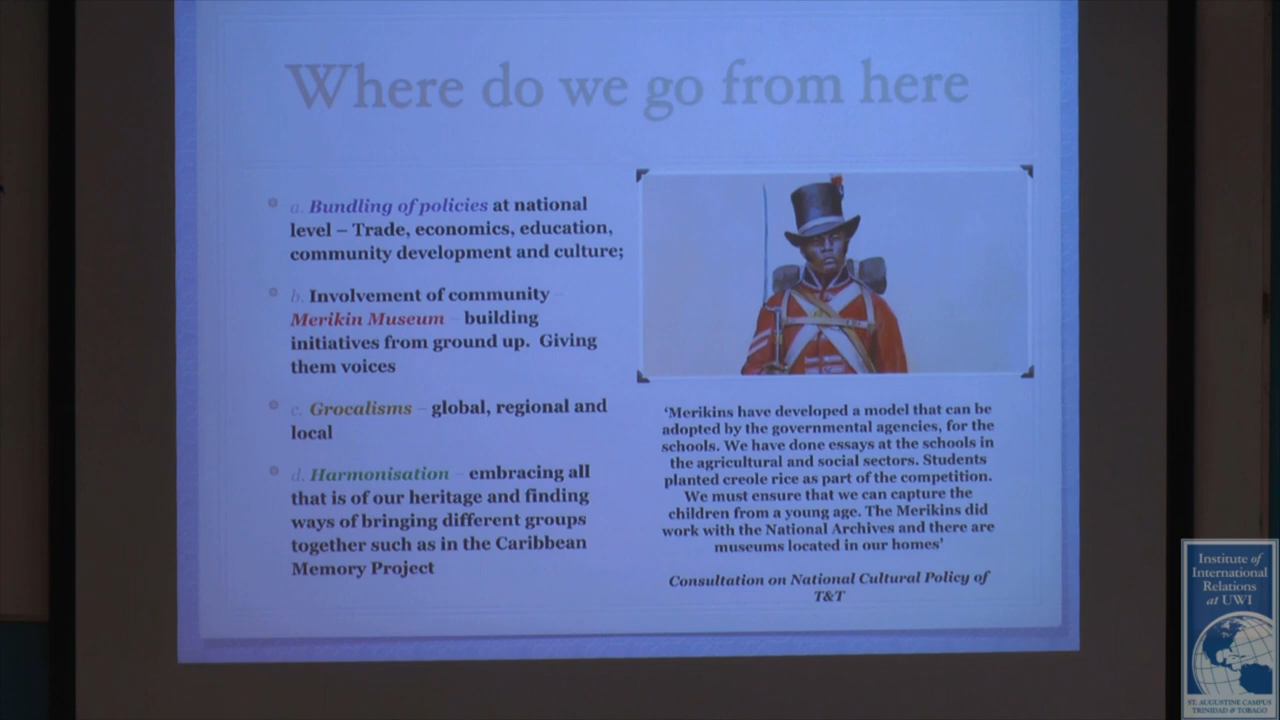 Where do we go from here
a. Bundling of policies at national
level – Trade, economics, education,
community development and culture;
b. Involvement of community –
Merikin Museum – building
initiatives from ground up. Giving
them voices
c. Grocalisms – global, regional and
local
d. Harmonisation – embracing all
that is of our heritage and finding
ways of bringing different groups
together such as in the Caribbean
Memory Project
‘Merikins have developed a model that can be
adopted by the governmental agencies, for the
schools. We have done essays at the schools in
the agricultural and social sectors. Students
planted creole rice as part of the competition.
We must ensure that we can capture the
children from a young age. The Merikins did
work with the National Archives and there are
museums located in our homes’
Consultation on National Cultural Policy of
T&T
Institute of
International
Relations
at UWI
ST. AUGUSTINE CAMPUS
TRINIDAD & TOBAGO